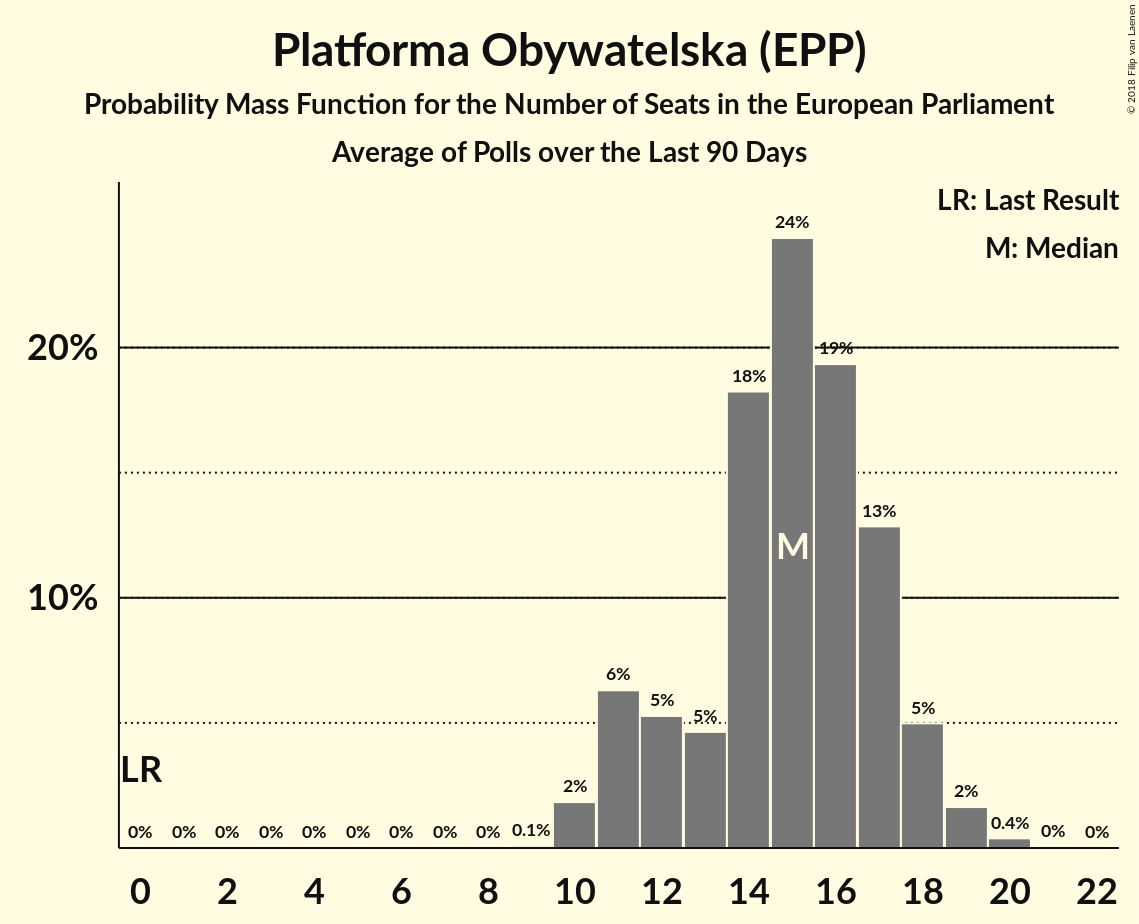 Platforma Obywatelska (EPP)
Probability Mass Function for the Number of Seats in the European Parliament
Average of Polls over the Last 90 Days
© 2018 Filip van Laenen
LR: Last Result
M: Median
24%
20%
19%
18%
13%
M
10%
6%
5%
5%
5%
LR
2%
2%
0% 0% 0% 0% 0% 0% 0% 0% 0% 0.1% 0.4% 0% 0%
0 2 4 6 8 10 12 14 16 18 20 22